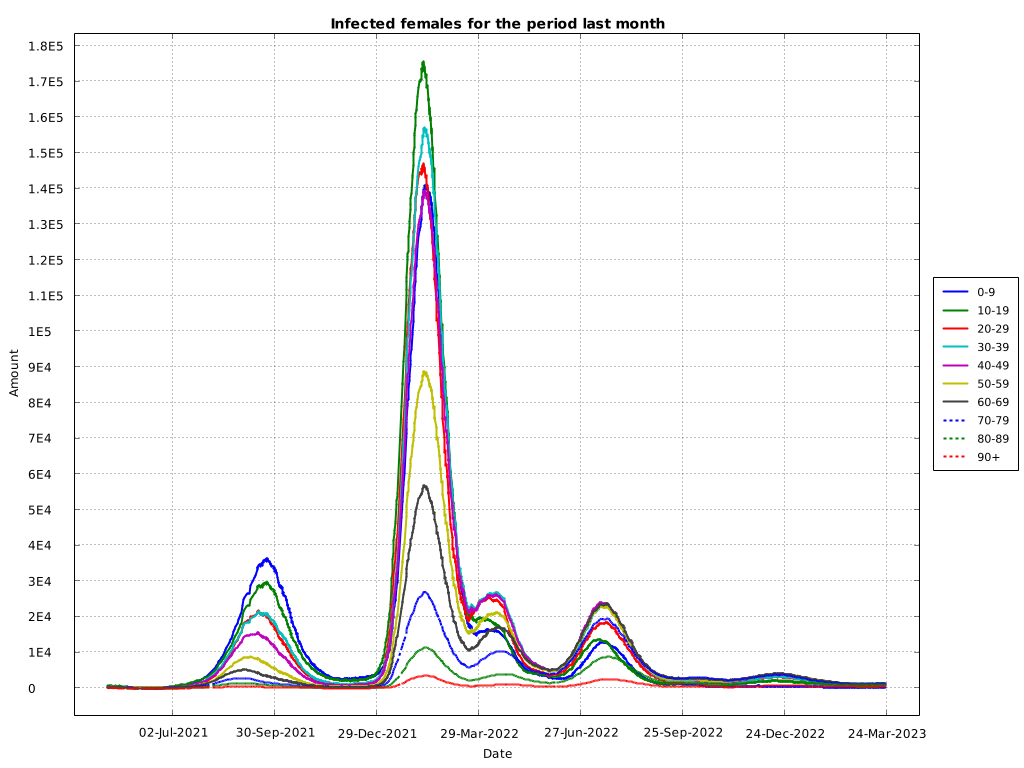 Infected females for the period last month
1.8E5
1.7E5
1.6E5
1.5E5
1.4E5
1.3E5
1.2E5
1.1E5
1E5
9E4
8E4
7E4
6E4
5E4
4E4
3E4
2E4
1E4
0
Amount
02-Jul-2021 30-Sep-2021 29-Dec-2021 29-Mar-2022 27-Jun-2022 25-Sep-2022 24-Dec-2022 24-Mar-2023
Date
0-9
10-19
20-29
30-39
40-49
50-59
60-69
70-79
80-89
90+